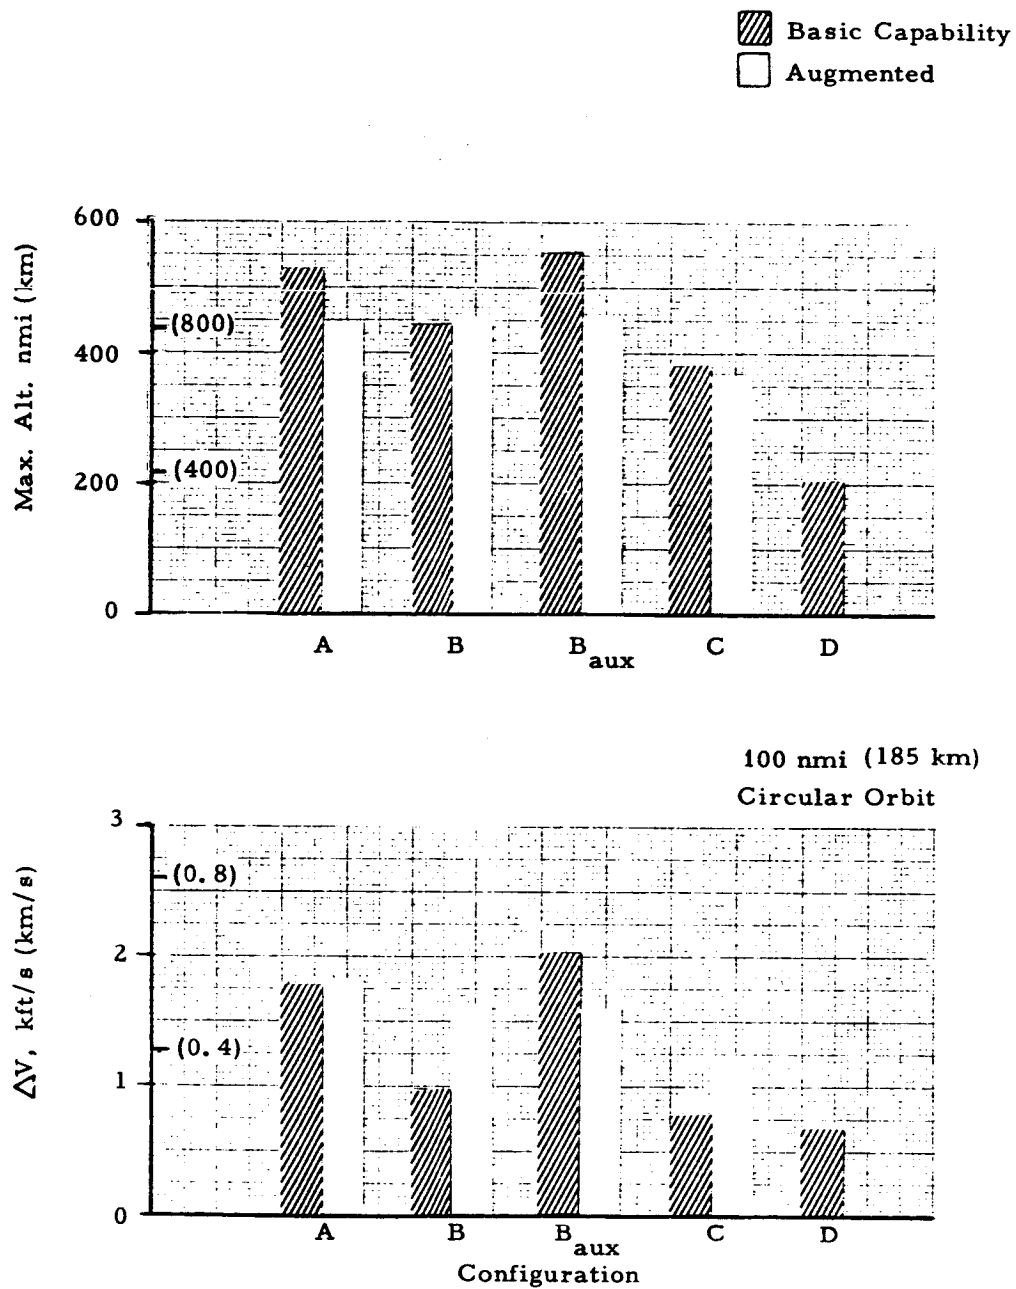 Basic Capability
Augmented
Max. Alt. nmi (km)
600
(800)
400
(400)
200
0
A B B aux C D
100 nmi (185 km)
Circular Orbit
ΔV, kft/s (km/s)
3
(0.8)
2
(0.4)
1
0
A B B aux C D
Configuration